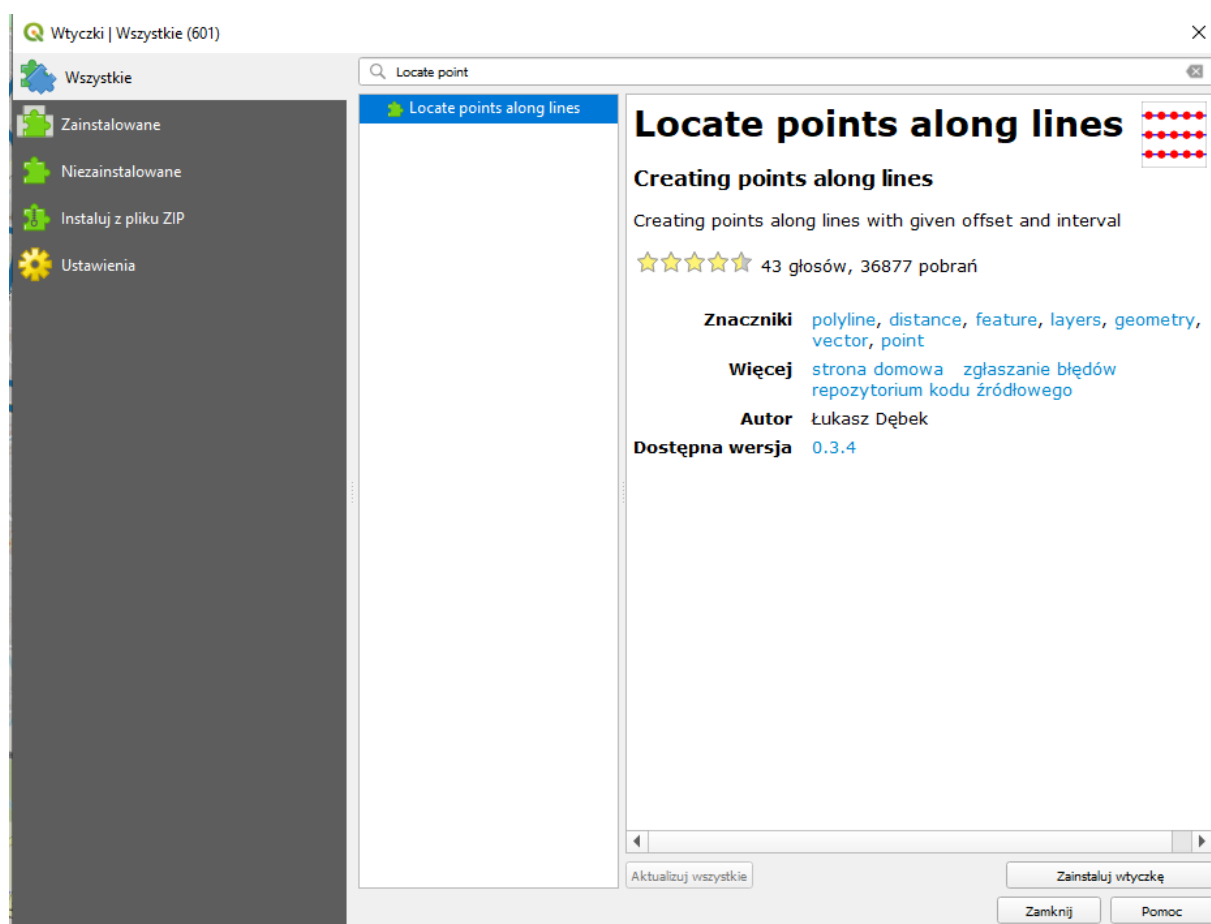 Wtyczki | Wszystkie (601)
Wszystkie
Zainstalowane
Niezainstalowane
Instaluj z pliku ZIP
Ustawienia
Locate point
Locate points along lines
Locate points along lines
Creating points along lines
Creating points along lines with given offset and interval
43 głosów, 36877 pobrań
Znaczniki polyline, distance, feature, layers, geometry,
vector, point
Więcej strona domowa zgłaszanie błędów
repozytorium kodu źródłowego
Autor Łukasz Dębek
Dostępna wersja 0.3.4
Aktualizuj wszystkie
Zainstaluj wtyczkę
Zamknij
Pomoc